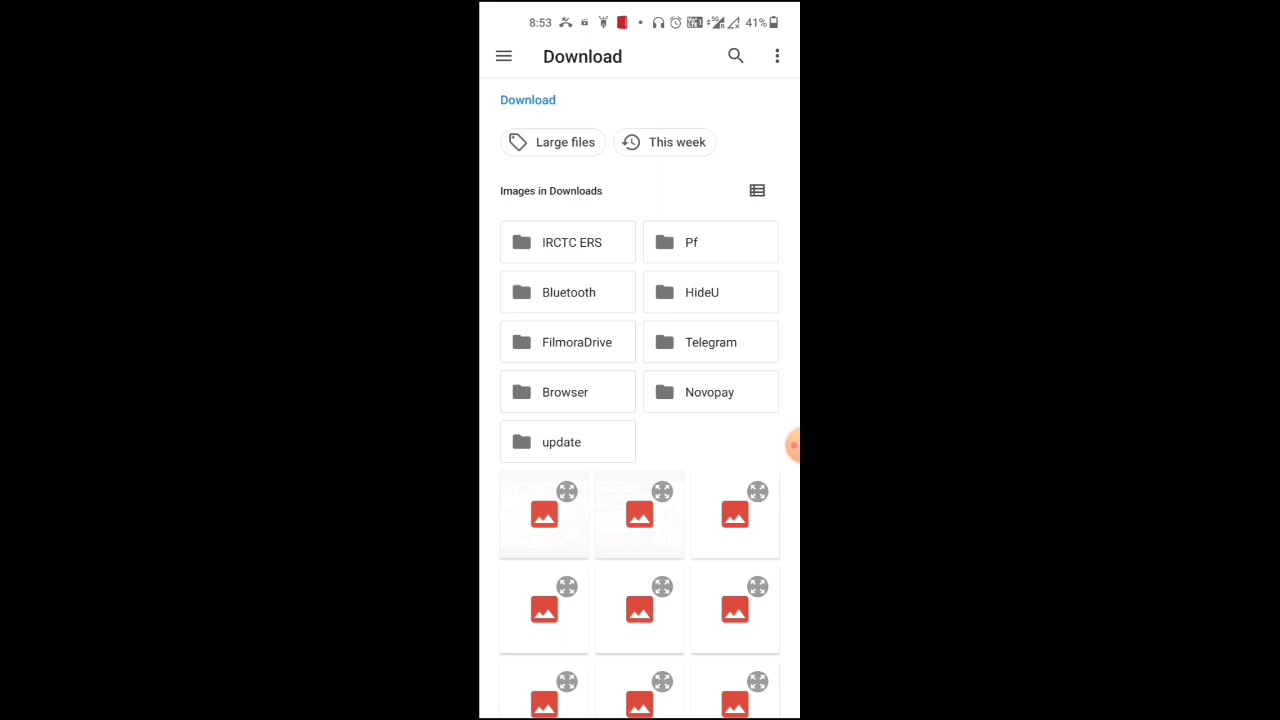 8:53 41%
Download
Download
Large files This week
Images in Downloads
IRCTC ERS Pf
Bluetooth HideU
FilmoraDrive Telegram
Browser Novopay
update